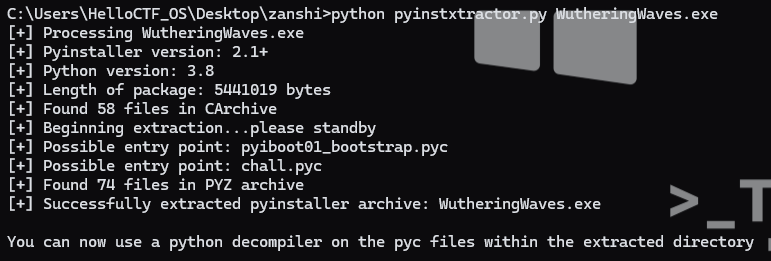 C:\Users\HelloCTF_OS\Desktop\zanshi>python pyinstxtractor.py WutheringWaves.exe
[+] Processing WutheringWaves.exe
[+] Pyinstaller version: 2.1+
[+] Python version: 3.8
[+] Length of package: 5441019 bytes
[+] Found 58 files in CArchive
[+] Beginning extraction...please standby
[+] Possible entry point: pyiboot01_bootstrap.pyc
[+] Possible entry point: chall.pyc
[+] Found 74 files in PYZ archive
[+] Successfully extracted pyinstaller archive: WutheringWaves.exe
>_T
You can now use a python decompiler on the pyc files within the extracted directory